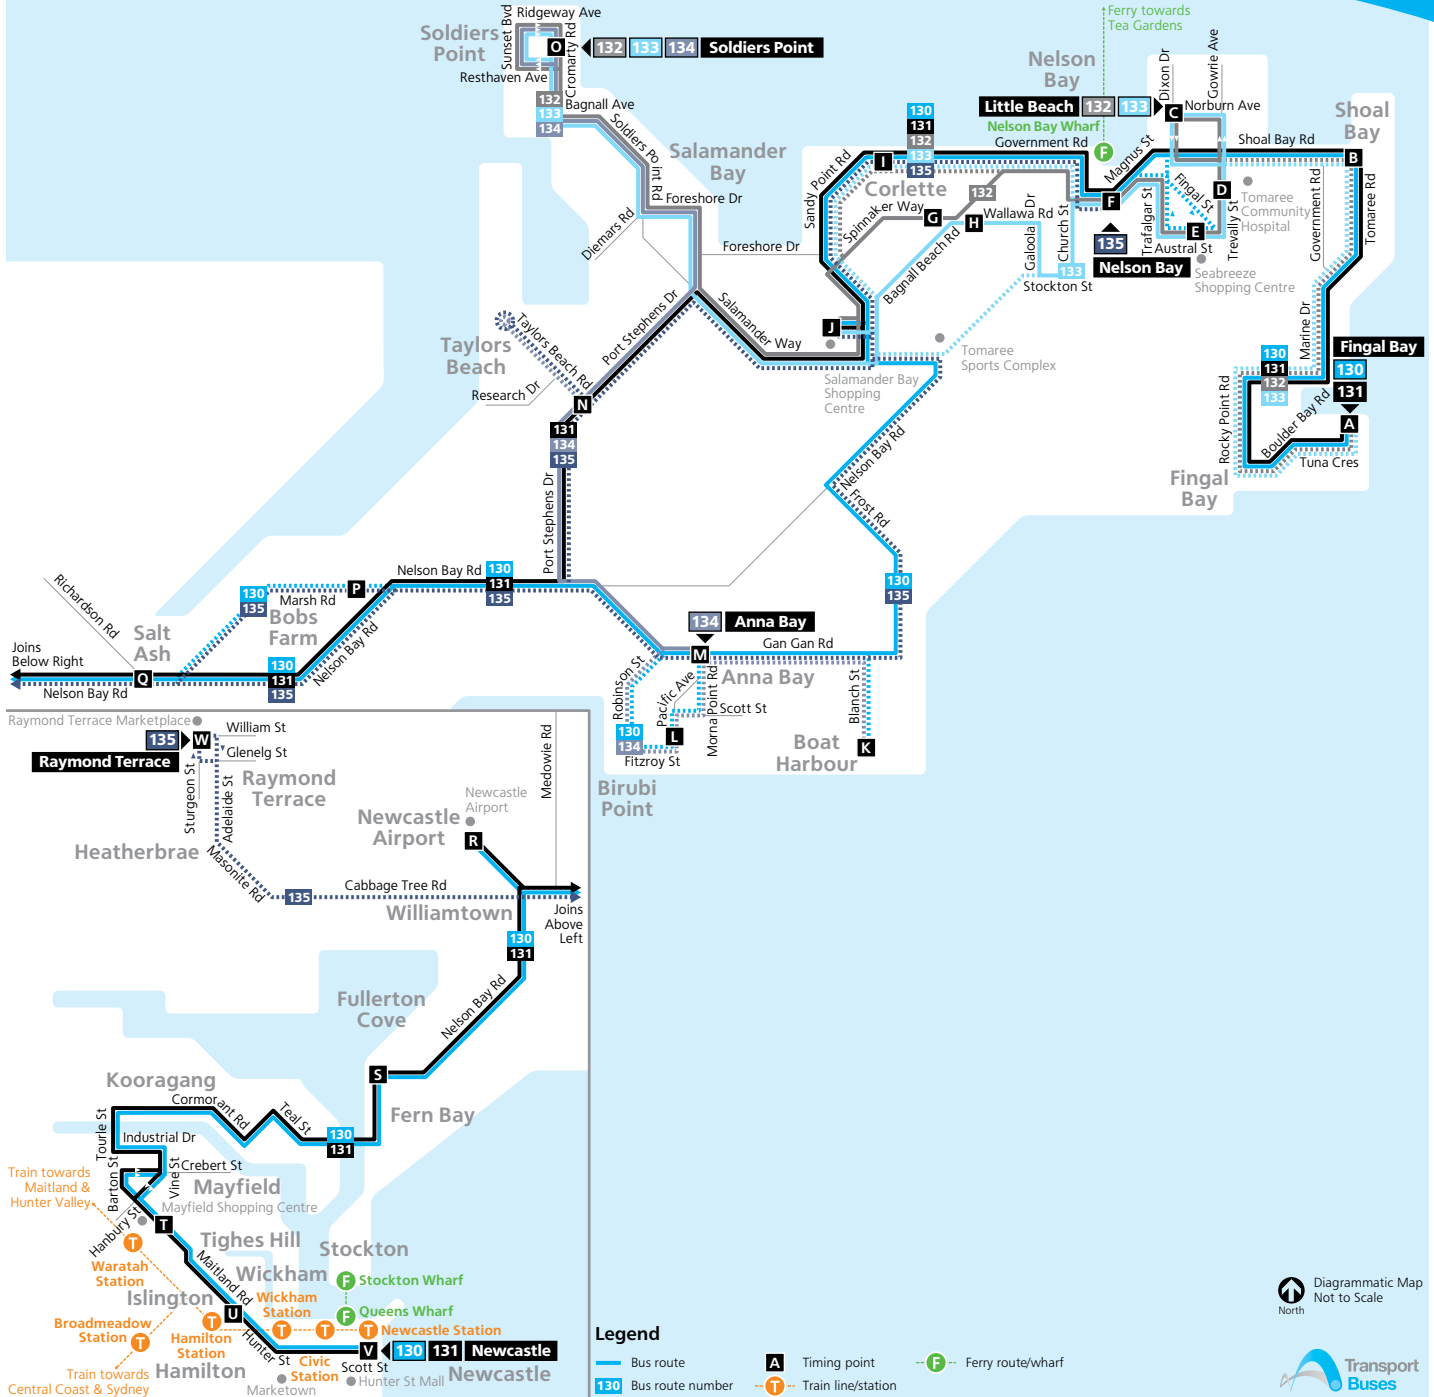 Ridgeway Ave
Sunset Bvd
Soldiers
Point
O
132 133 134 Soldiers Point
Cromarty Rd
Resthaven Ave
132
133
134
Bagnall Ave
Soldiers Point Rd
Salamander
Bay
Foreshore Dr
Diemars Rd
Foreshore Dr
Ferry towards
Tea Gardens
Nelson
Bay
Dixon Dr
Gowrie Ave
Little Beach 132 133
C
Norburn Ave
Nelson Bay Wharf
F
Government Rd
Magnus St
Shoal Bay Rd
Shoal
Bay
B
130
131
132
133
135
I
Sandy Point Rd
Corlette
132
Spinnaker Way
G
H
Wallawa Rd
Bagnall Beach Rd
Galoola Dr
Church St
133
Stockton St
F
135
Nelson Bay
Fingal St
Trafalgar St
D
E
Austral St
Trevally St
Tomaree
Community
Hospital
Seabreeze
Shopping Centre
Government Rd
Tomaree Rd
Marine Dr
Fingal Bay
130
131
A
130
131
132
133
Rocky Point Rd
Boulder Bay Rd
Tuna Cres
Fingal
Bay
Salamander Way
J
Salamander Bay
Shopping
Centre
Tomaree
Sports Complex
Port Stephens Dr
Taylors
Beach
Taylors Beach Rd
Research Dr
N
131
134
135
Port Stephens Dr
Nelson Bay Rd
Frost Rd
130
135
Nelson Bay Rd
130
131
135
P
130
135
Marsh Rd
Bobs
Farm
Richardson Rd
Salt
Ash
Joins
Below Right
Q
Nelson Bay Rd
130
131
135
Nelson Bay Rd
134 Anna Bay
M
Gan Gan Rd
Anna Bay
Robinson St
Pacific Ave
Morna Point Rd
Scott St
L
130
134
Fitzroy St
Birubi
Point
Blanch St
K
Boat
Harbour
Raymond Terrace Marketplace
135
W
Raymond Terrace
William St
Glenelg St
Sturgeon St
Adelaide St
Raymond
Terrace
Heatherbrae
Masonite Rd
135
Cabbage Tree Rd
Newcastle
Airport
Newcastle
Airport
R
Medowie Rd
Williamtown
Joins
Above
Left
130
131
Fullerton
Cove
Nelson Bay Rd
S
Fern Bay
Kooragang
Cormorant Rd
Teal St
130
131
Tourle St
Industrial Dr
Crebert St
Barton St
Vine St
Mayfield
Mayfield Shopping Centre
Train towards
Maitland &
Hunter Valley
Hanbury St
T
T
Waratah
Station
Tighes Hill
Maitland Rd
Stockton
F Stockton Wharf
F Queens Wharf
Wickham
Wickham
Station
Islington
U
T
Hamilton
Station
Broadmeadow
Station
T
T T T Newcastle Station
Civic
Station
Hunter St
V
130 131 Newcastle
Scott St
Newcastle
Hunter St Mall
Marketown
Hamilton
Train towards
Central Coast & Sydney
Legend
Bus route
130 Bus route number
A Timing point
T Train line/station
F Ferry route/wharf
North
Diagrammatic Map
Not to Scale
Transport
Buses